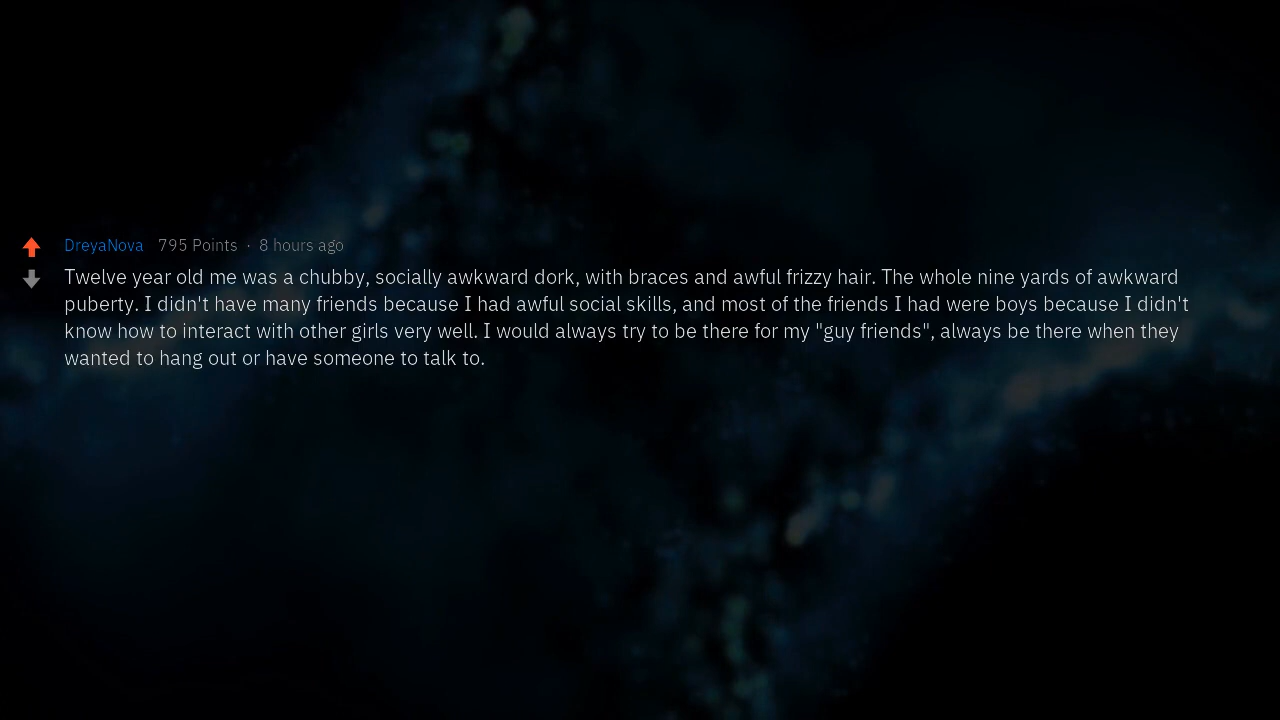 DreyaNova 795 Points · 8 hours ago
Twelve year old me was a chubby, socially awkward dork, with braces and awful frizzy hair. The whole nine yards of awkward
puberty. I didn't have many friends because I had awful social skills, and most of the friends I had were boys because I didn't
know how to interact with other girls very well. I would always try to be there for my "guy friends", always be there when they
wanted to hang out or have someone to talk to.